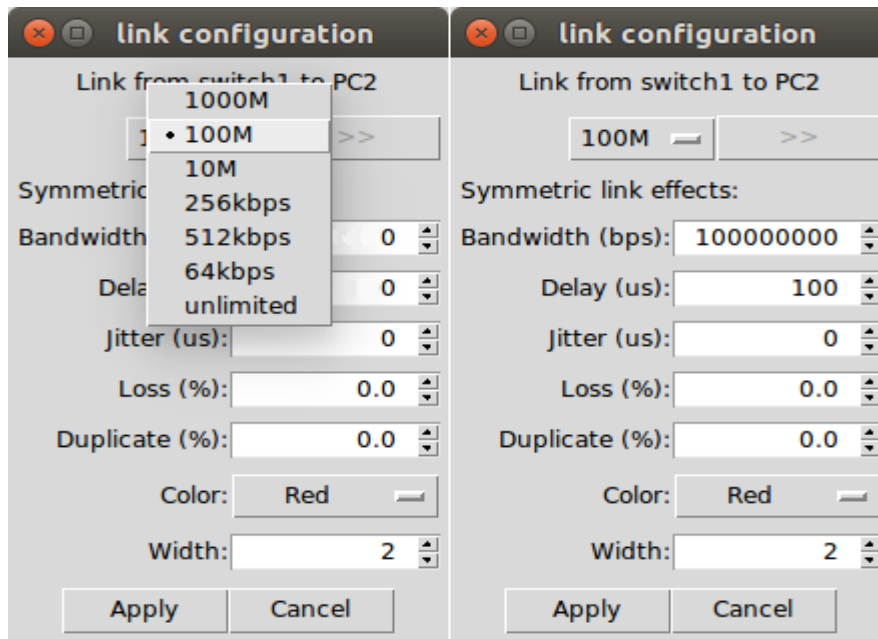 link configuration
Link from switch1 to PC2
1000M
• 100M
10M
256kbps
512kbps
64kbps
unlimited
>>
Symmetric
Bandwidth 0
0
Jitter (us): 0
Loss (%): 0.0
Duplicate (%): 0.0
Color: Red
Width: 2
Apply Cancel
link configuration
Link from switch1 to PC2
100M >>
Symmetric link effects:
Bandwidth (bps): 100000000
Delay (us): 100
Jitter (us): 0
Loss (%): 0.0
Duplicate (%): 0.0
Color: Red
Width: 2
Apply Cancel